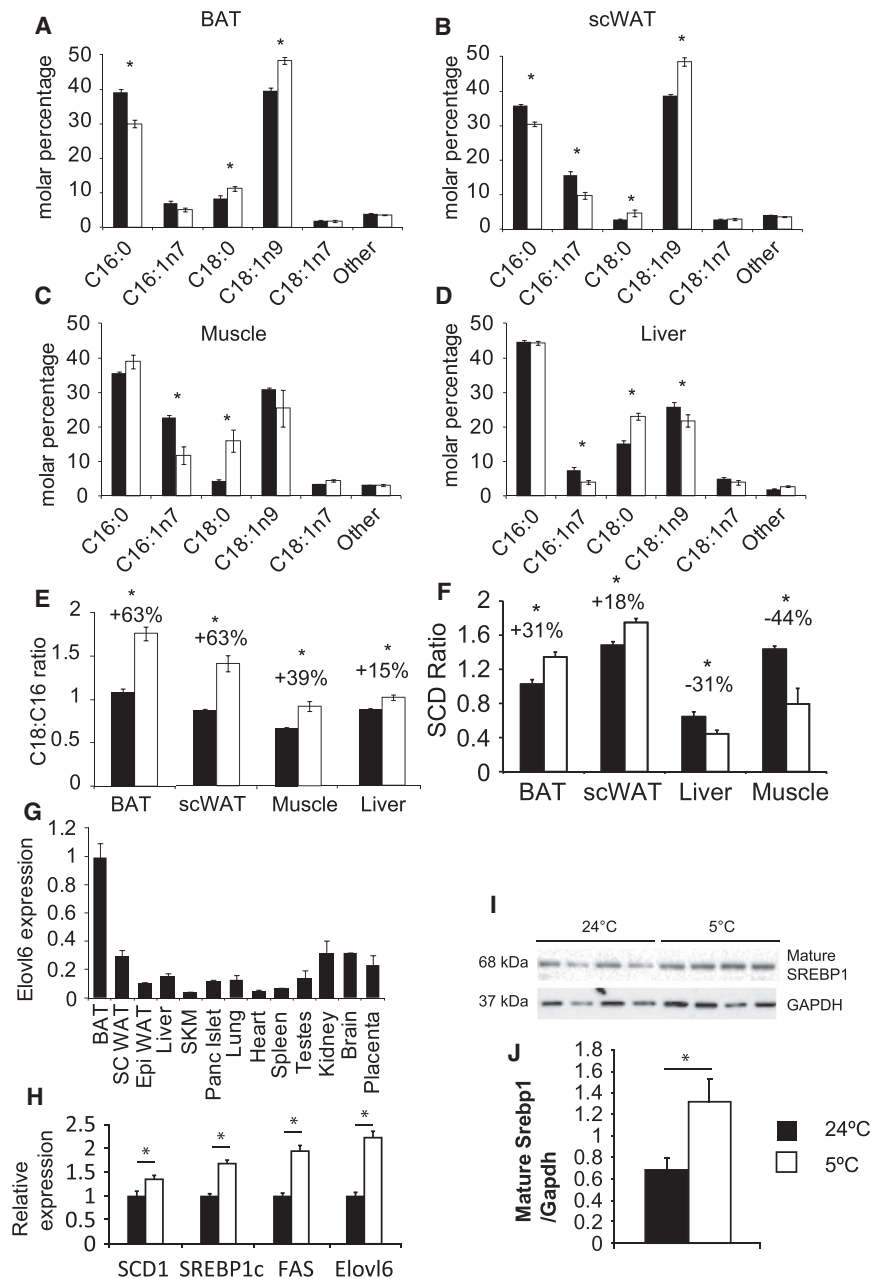 A
BAT
molar percentage
50
40
30
20
10
0
*
*
*
C16:0
C16:1n7
C18:0
C18:1n9
C18:1n7
Other
B
scWAT
molar percentage
50
40
30
20
10
0
*
*
*
*
C16:0
C16:1n7
C18:0
C18:1n9
C18:1n7
Other
C
Muscle
molar percentage
50
40
30
20
10
0
*
*
C16:0
C16:1n7
C18:0
C18:1n9
C18:1n7
Other
D
Liver
molar percentage
50
40
30
20
10
0
*
*
*
C16:0
C16:1n7
C18:0
C18:1n9
C18:1n7
Other
E
C18:C16 ratio
2
1.5
1
0.5
0
*
+63%
*
+63%
*
+39%
*
+15%
BAT scWAT Muscle Liver
F
SCD Ratio
2
1.6
1.2
0.8
0.4
0
*
+31%
*
+18%
*
-31%
*
-44%
BAT scWAT Liver Muscle
G
Elovl6 expression
1.2
1
0.8
0.6
0.4
0.2
0
BAT
SC WAT
Epi WAT
Liver
SKM
Panc Islet
Lung
Heart
Spleen
Testes
Kidney
Brain
Placenta
H
Relative
expression
2.5
2
1.5
1
0.5
0
*
*
*
*
SCD1 SREBP1c FAS Elovl6
I
24°C 5°C
68 kDa
Mature
SREBP1
37 kDa
GAPDH
J
Mature Srebp1
/Gapdh
1.8
1.6
1.4
1.2
1
0.8
0.6
0.4
0.2
0
*
24ºC
5ºC